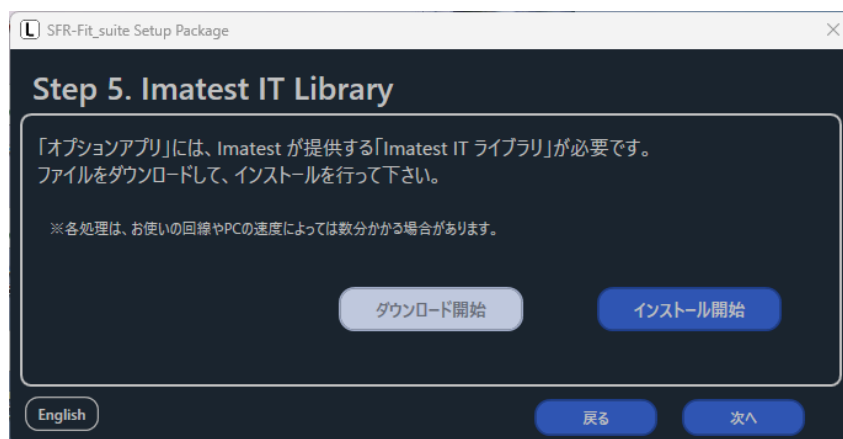 L SFR-Fit_suite Setup Package
Step 5. Imatest IT Library
「オプションアプリ」には、Imatest が提供する「Imatest IT ライブラリ」が必要です。
ファイルをダウンロードして、インストールを行って下さい。
※各処理は、お使いの回線やPCの速度によっては数分かかる場合があります。
ダウンロード開始 インストール開始
English 戻る 次へ